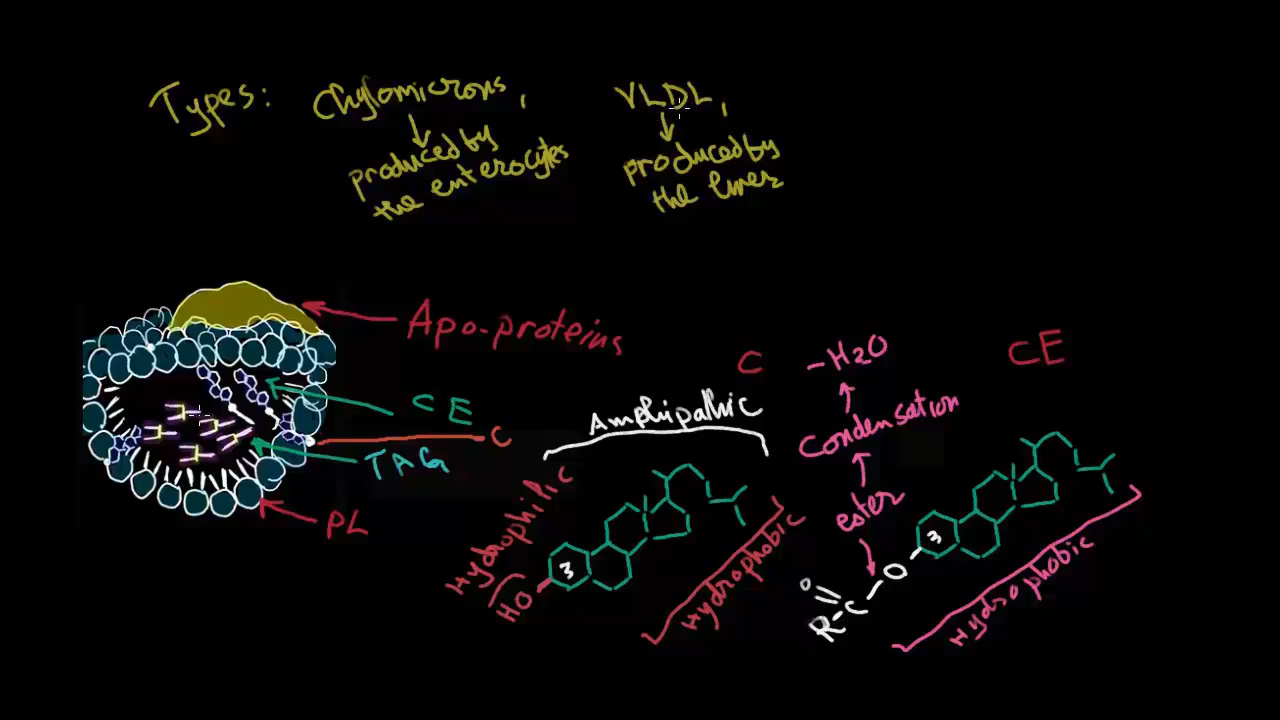 Types: Chylomicrons, VLDL,
produced by
the enterocytes
produced by
the liver
Apo-proteins
C
-H2O
CE
Amphipathic
Condensation
CE
C
TAG
PL
Hydrophilic
HO
3
Hydrophobic
ester
3
O
O
C
R
Hydrophobic